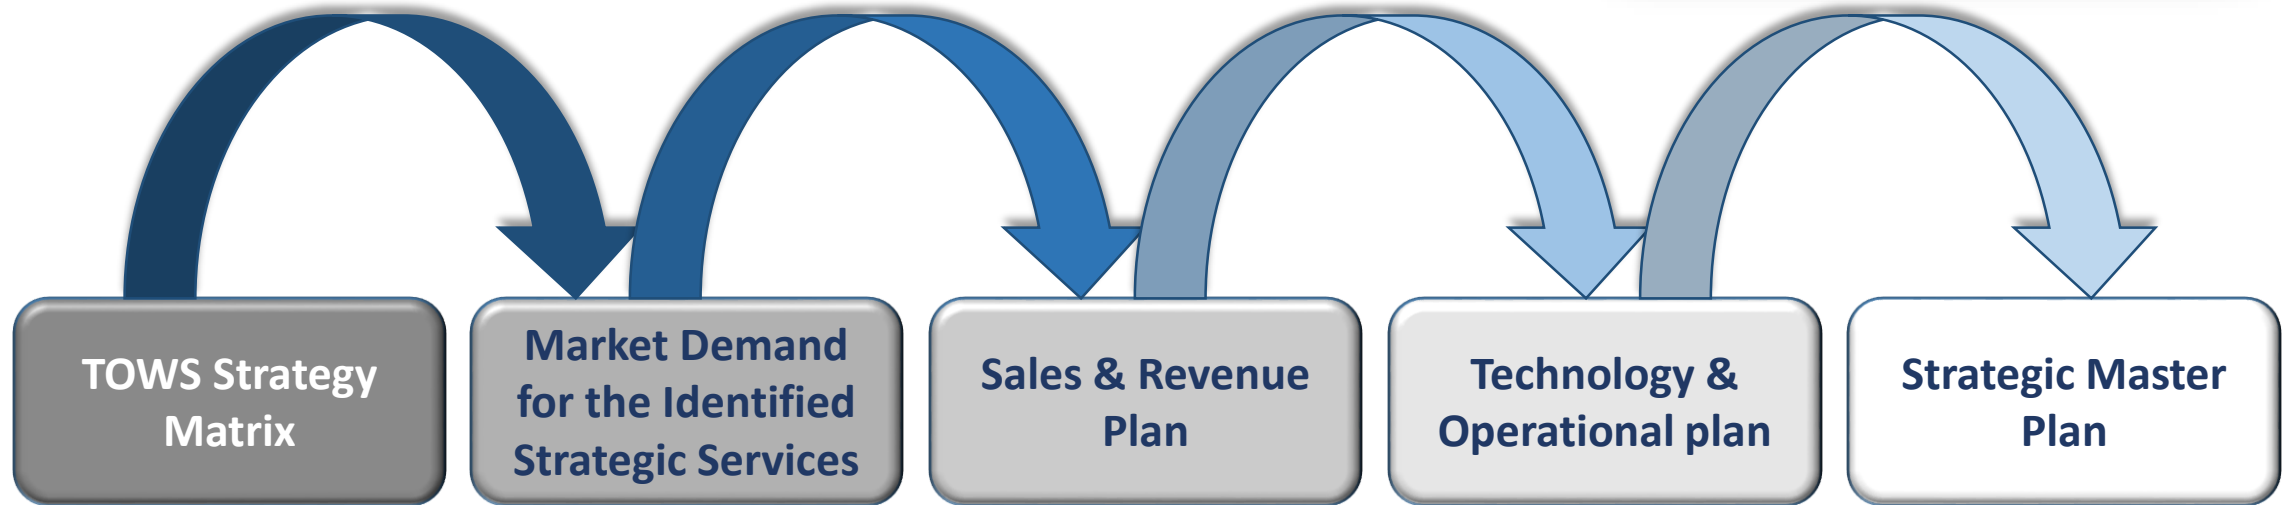 TOWS Strategy
Matrix
Market Demand
for the Identified
Strategic Services
Sales & Revenue
Plan
Technology &
Operational plan
Strategic Master
Plan